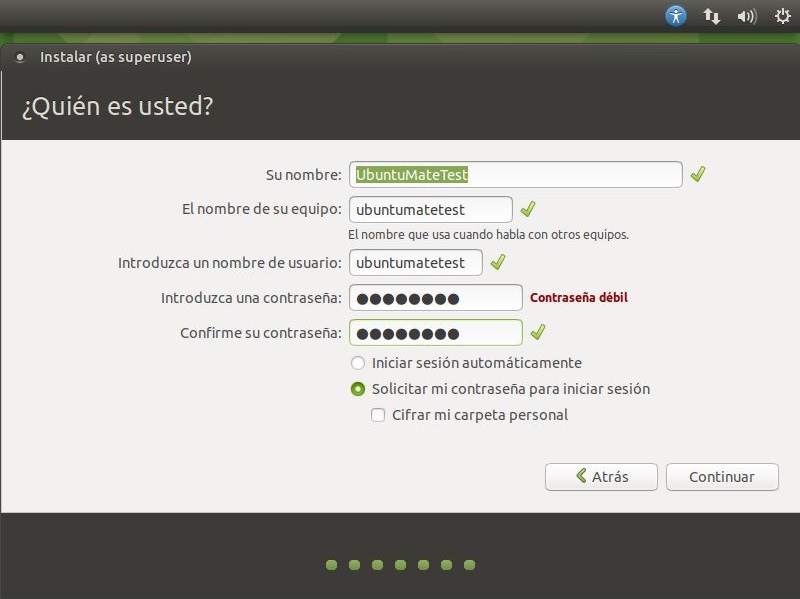 Instalar (as superuser)
¿Quién es usted?
Su nombre: UbuntuMateTest
El nombre de su equipo: ubuntumatetest
El nombre que usa cuando habla con otros equipos.
Introduzca un nombre de usuario: ubuntumatetest
Introduzca una contraseña: ●●●●●●●● Contraseña débil
Confirme su contraseña: ●●●●●●●●
Iniciar sesión automáticamente
Solicitar mi contraseña para iniciar sesión
Cifrar mi carpeta personal
Atrás Continuar